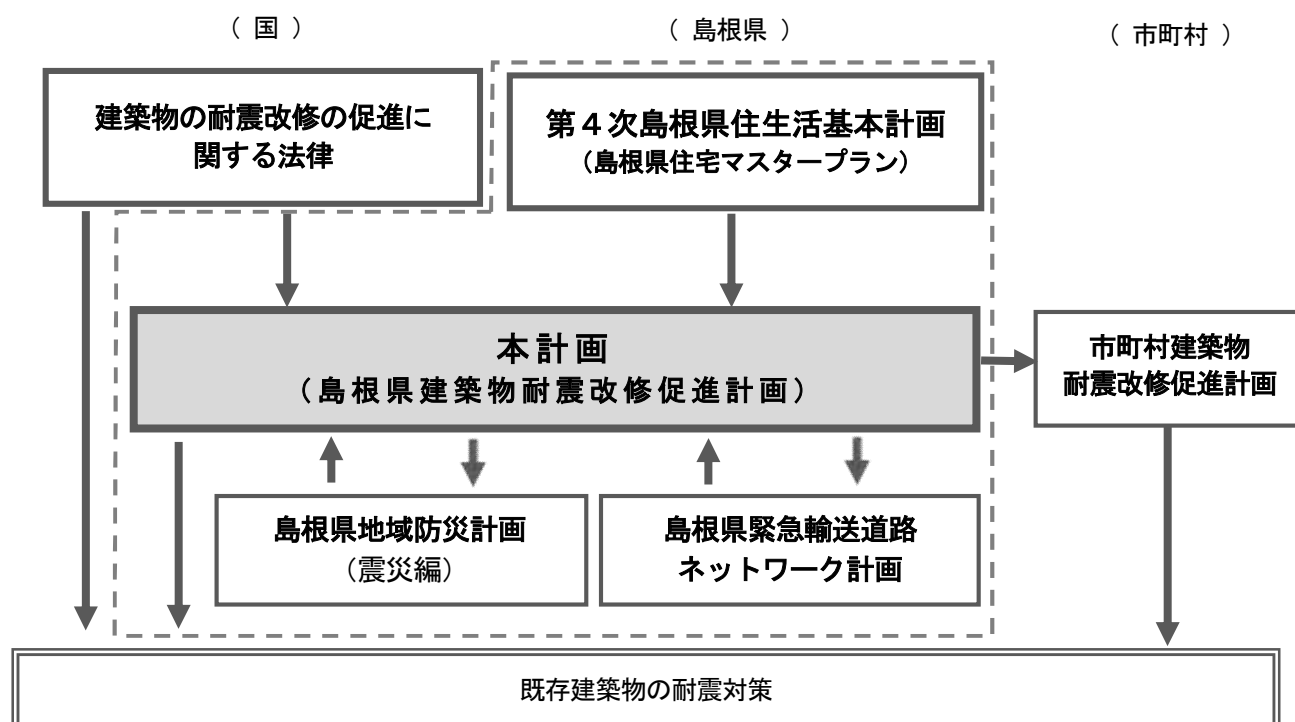 （ 国 ）
（ 島根県 ）
（ 市町村 ）
建築物の耐震改修の促進に
関する法律
第４次島根県住生活基本計画
（島根県住宅マスタープラン）
本計画
（島根県建築物耐震改修促進計画）
市町村建築物
耐震改修促進計画
島根県地域防災計画
（震災編）
島根県緊急輸送道路
ネットワーク計画
既存建築物の耐震対策